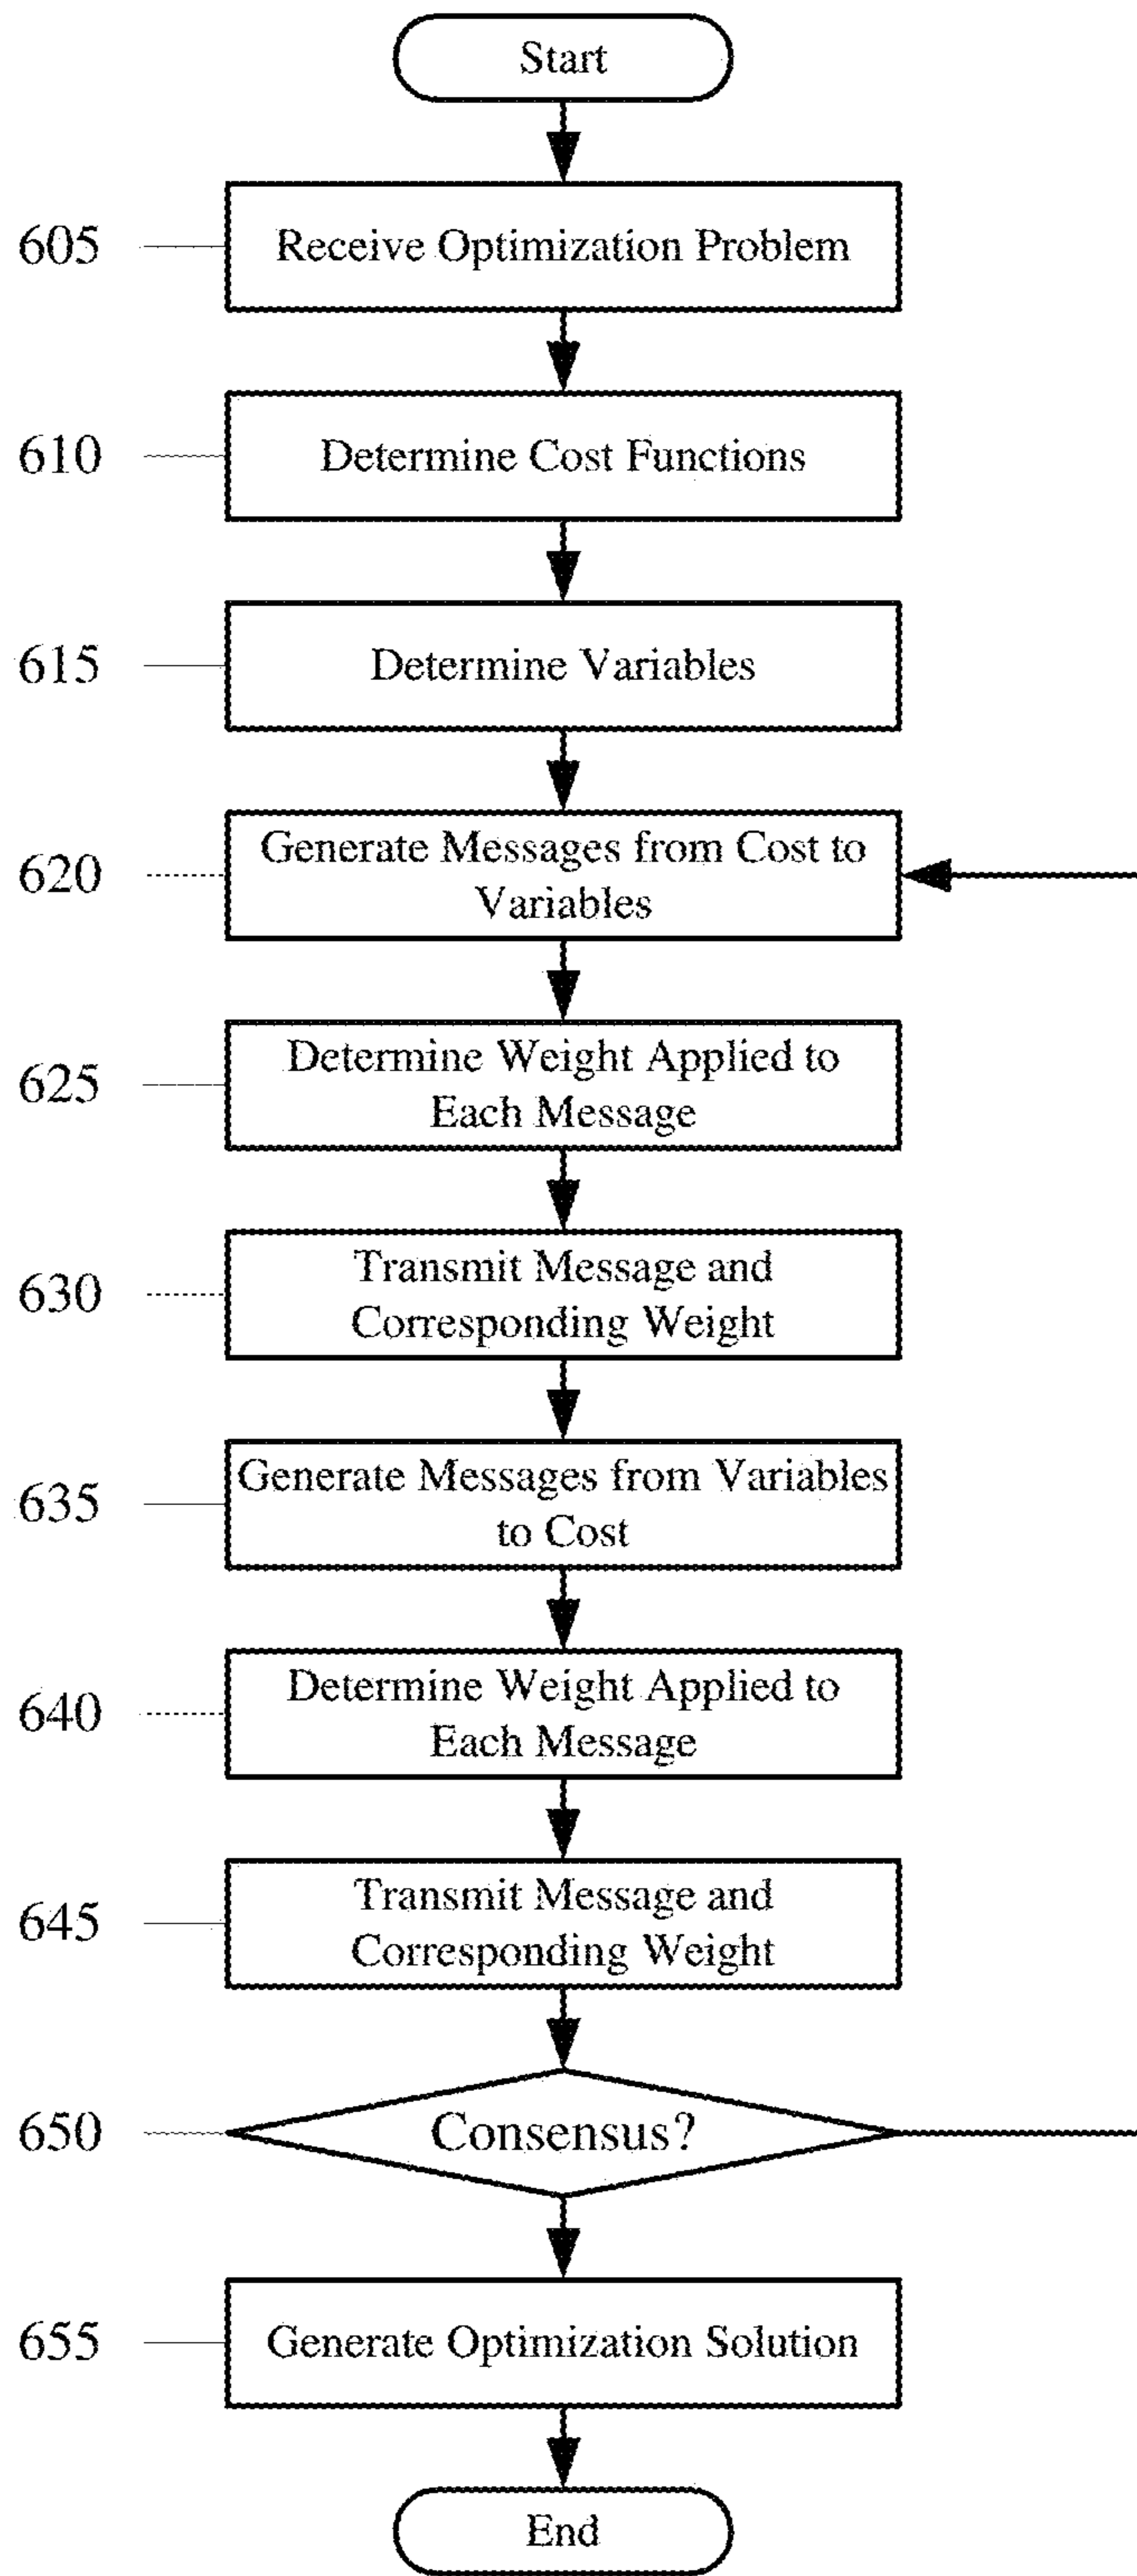 Start
605
Receive Optimization Problem
610
Determine Cost Functions
615
Determine Variables
620
Generate Messages from Cost to
Variables
625
Determine Weight Applied to
Each Message
630
Transmit Message and
Corresponding Weight
635
Generate Messages from Variables
to Cost
640
Determine Weight Applied to
Each Message
645
Transmit Message and
Corresponding Weight
650
Consensus?
655
Generate Optimization Solution
End